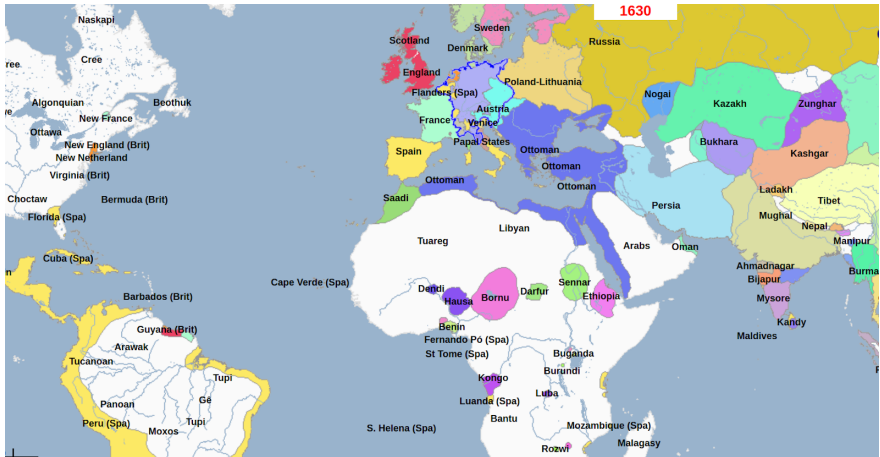 1630
Naskapi
Scotland
Sweden
Denmark
Russia
ree
Cree
England
Poland-Lithuania
Flanders (Spa)
Nogai
Kazakh
Zunghar
Algonquian
Beothuk
ve
New France
France
Austria
Venice
Ottawa
Papal States
Bukhara
New England (Brit)
Spain
Ottoman
Kashgar
New Netherland
Ottoman
Virginia (Brit)
Ottoman
Ottoman
Ladakh
Choctaw
Bermuda (Brit)
Saadi
Persia
Tibet
Florida (Spa)
Mughal
Nepal
Libyan
Tuareg
Arabs
Oman
Manipur
Cuba (Spa)
n
Ahmadnagar
Burma
Cape Verde (Spa)
Dendi
Hausa
Bornu
Darfur
Sennar
Ethiopia
Bijapur
Barbados (Brit)
Mysore
Guyana (Brit)
Benin
Kandy
Fernando Pó (Spa)
Maldives
Arawak
St Tome (Spa)
Buganda
Tucanoan
Burundi
Tupi
Kongo
Luba
Panoan
Ge
Luanda (Spa)
Peru (Spa)
Tupi
Bantu
Moxos
S. Helena (Spa)
Mozambique (Spa)
Rozwi
Malagasy